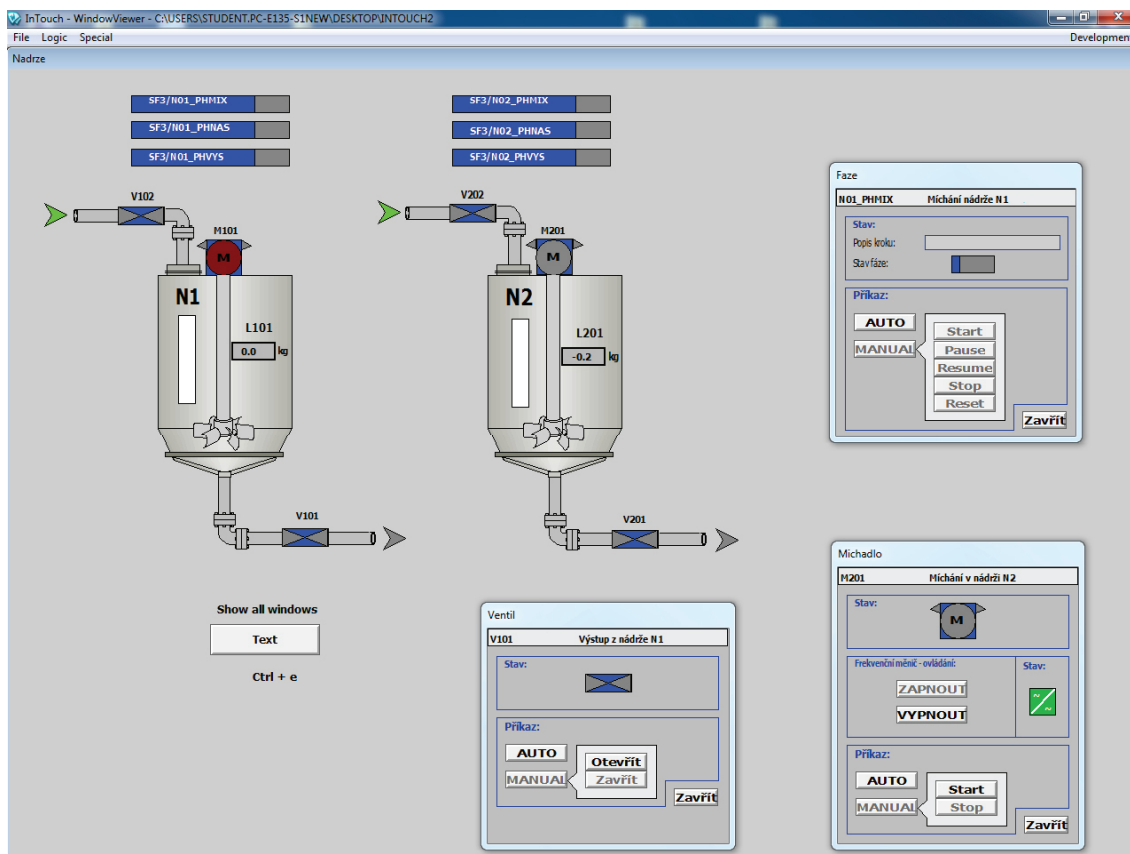 InTouch - WindowViewer - C:\USERS\STUDENT.PC-E135-S1NEW\DESKTOP\INTOUCH2
File Logic Special
Developmen
Nadrze
SF3/N01_PHMIX
SF3/N01_PHNAS
SF3/N01_PHVYS
SF3/N02_PHMIX
SF3/N02_PHNAS
SF3/N02_PHVYS
V102
M101
M
N1
L101
0.0 kg
V101
V202
M201
M
N2
L201
-0.2 kg
V201
Show all windows
Text
Ctrl + e
Faze
N01_PHMIX Míchání nádrže N1
Stav:
Popis kroku:
Stav fáze:
Příkaz:
AUTO
MANUAL
Start
Pause
Resume
Stop
Reset
Zavřít
Ventil
V101 Výstup z nádrže N1
Stav:
Příkaz:
AUTO
MANUAL
Otevřít
Zavřít
Zavřít
Michadlo
M201 Míchání v nádrži N2
Stav:
M
Frekvenční měnič - ovládání:
Stav:
ZAPNOUT
VYPNOUT
~
~
Příkaz:
AUTO
MANUAL
Start
Stop
Zavřít